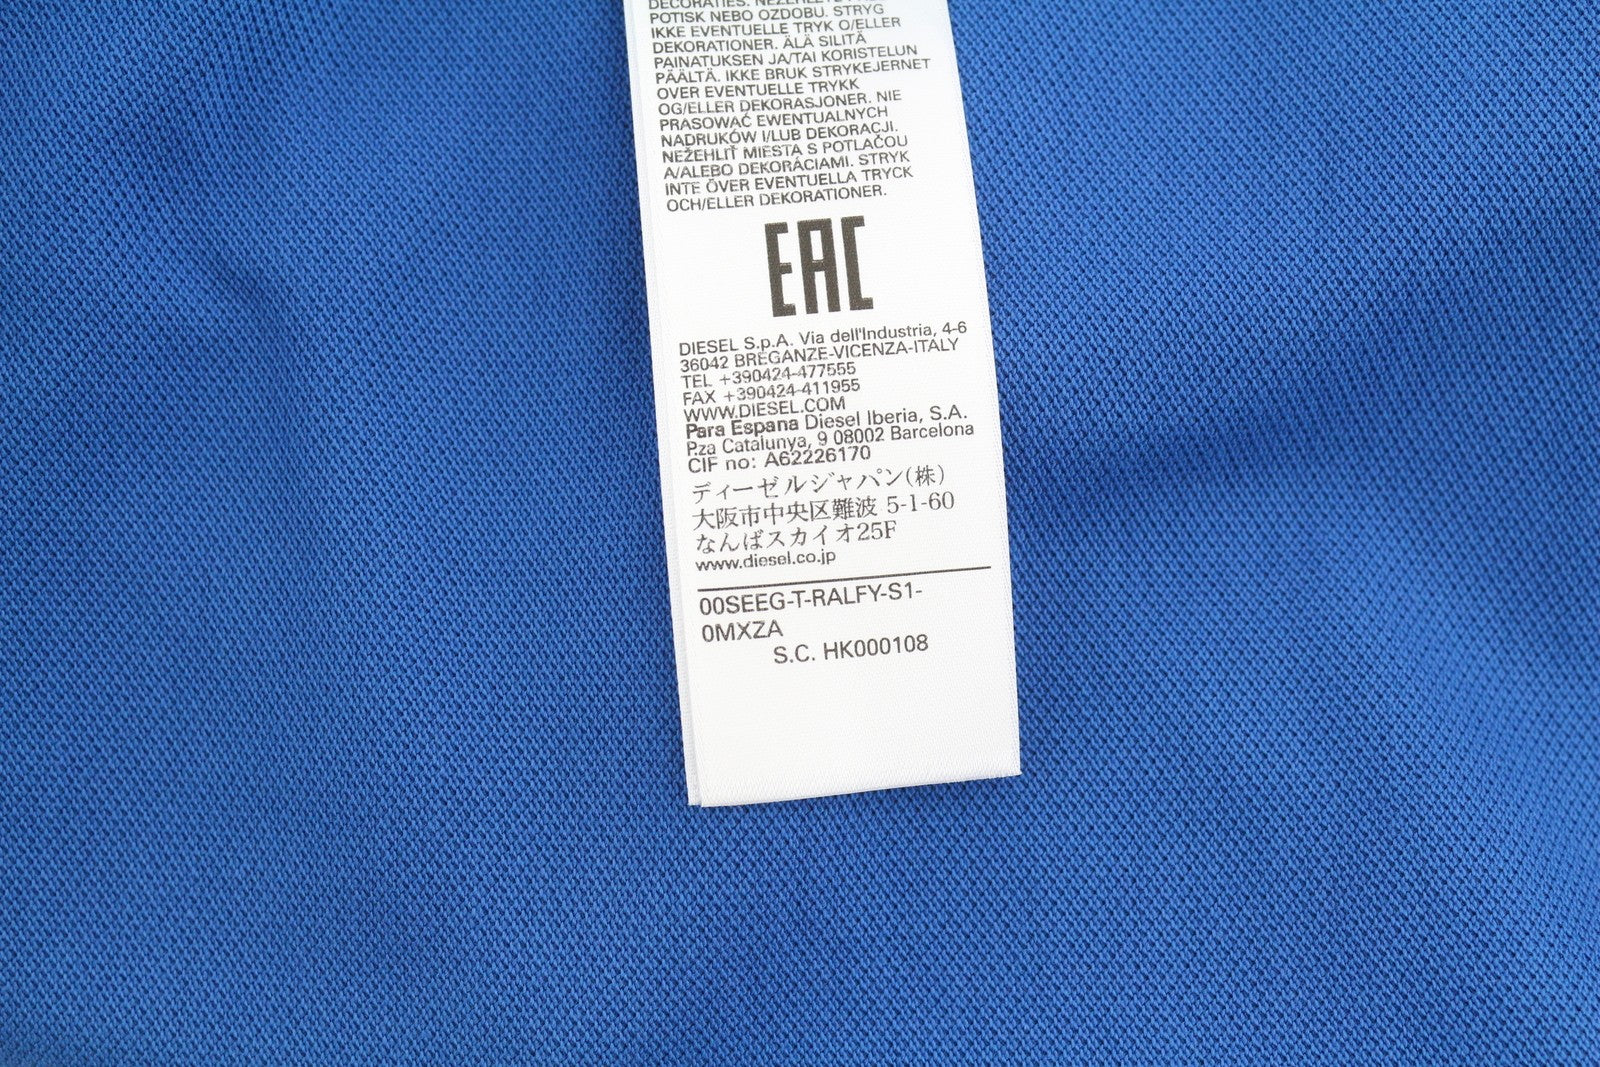 DECORATIES. NEŽEHLETE PŘES
POTISK NEBO OZDOBU. STRYG
IKKE EVENTUELLE TRYK O/ELLER
DEKORATIONER. ÄLÄ SILITÄ
PAINATUKSEN JA/TAI KORISTELUN
PÄÄLTÄ. IKKE BRUK STRYKEJERNET
OVER EVENTUELLE TRYKK
OG/ELLER DEKORASJONER. NIE
PRASOWAĆ EWENTUALNYCH
NADRUKÓW I/LUB DEKORACJI.
NEŽEHLIŤ MIESTA S POTLAČOU
A/ALEBO DEKORÁCIAMI. STRYK
INTE ÖVER EVENTUELLA TRYCK
OCH/ELLER DEKORATIONER.
EAC
DIESEL S.p.A. Via dell'Industria, 4-6
36042 BREGANZE-VICENZA-ITALY
TEL +390424-477555
FAX +390424-411955
WWW.DIESEL.COM
Para Espana Diesel Iberia, S.A.
P.za Catalunya, 9 08002 Barcelona
CIF no: A62226170
ディーゼルジャパン(株)
大阪市中央区難波 5-1-60
なんばスカイオ25F
www.diesel.co.jp
00SEEG-T-RALFY-S1-
0MXZA
S.C. HK000108